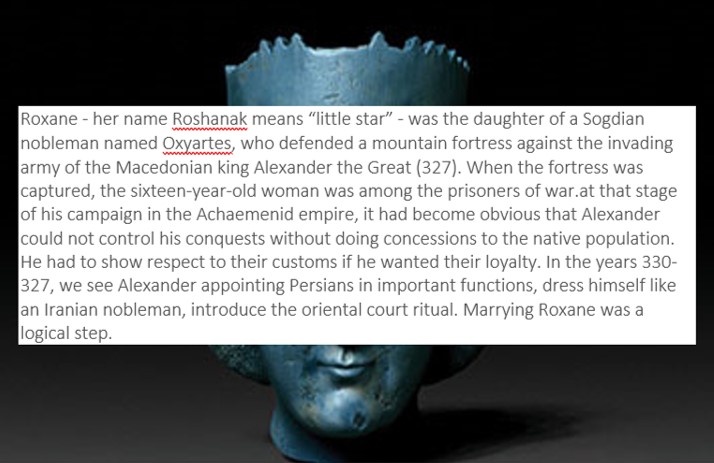 Roxane - her name Roshanak means “little star” - was the daughter of a Sogdian
nobleman named Oxyartes, who defended a mountain fortress against the invading
army of the Macedonian king Alexander the Great (327). When the fortress was
captured, the sixteen-year-old woman was among the prisoners of war.at that stage
of his campaign in the Achaemenid empire, it had become obvious that Alexander
could not control his conquests without doing concessions to the native population.
He had to show respect to their customs if he wanted their loyalty. In the years 330-
327, we see Alexander appointing Persians in important functions, dress himself like
an Iranian nobleman, introduce the oriental court ritual. Marrying Roxane was a
logical step.